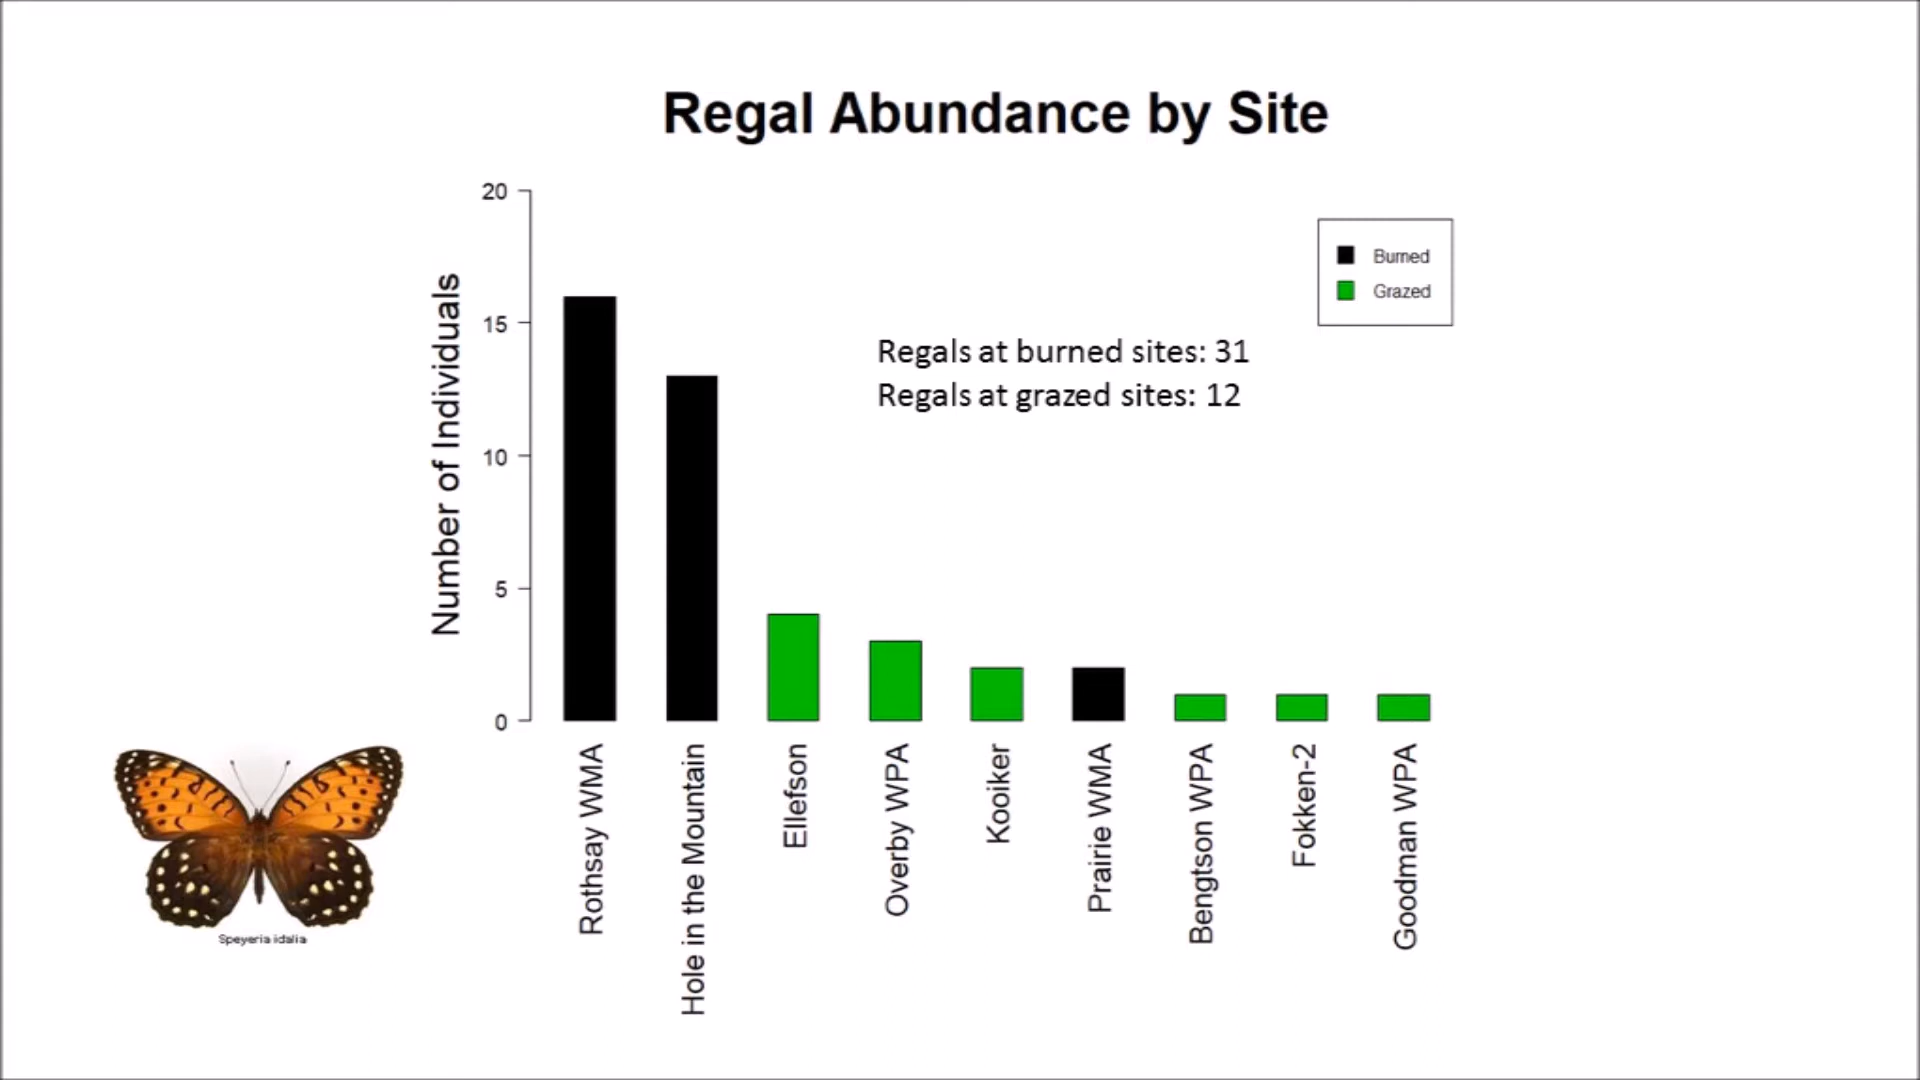 Regal Abundance by Site
Number of Individuals
20
15
10
5
0
Burned
Grazed
Regals at burned sites: 31
Regals at grazed sites: 12
Rothsay WMA
Hole in the Mountain
Ellefson
Overby WPA
Kooiker
Prairie WMA
Bengtson WPA
Fokken-2
Goodman WPA
Speyeria idalia